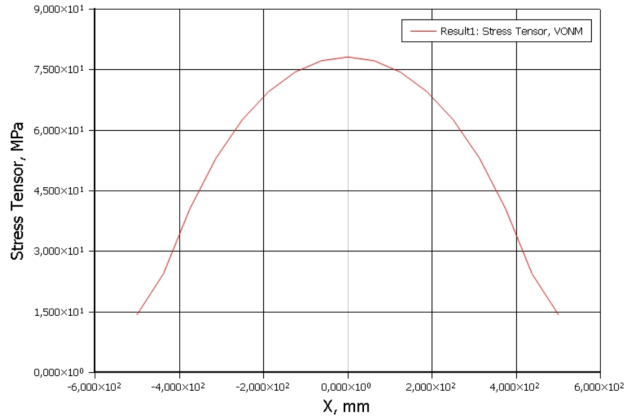 9,000×10¹
Result1: Stress Tensor, VONM
7,500×10¹
6,000×10¹
4,500×10¹
3,000×10¹
1,500×10¹
0,000×10⁰
Stress Tensor, MPa
-6,000×10² -4,000×10² -2,000×10² 0,000×10⁰ 2,000×10² 4,000×10² 6,000×10²
X, mm